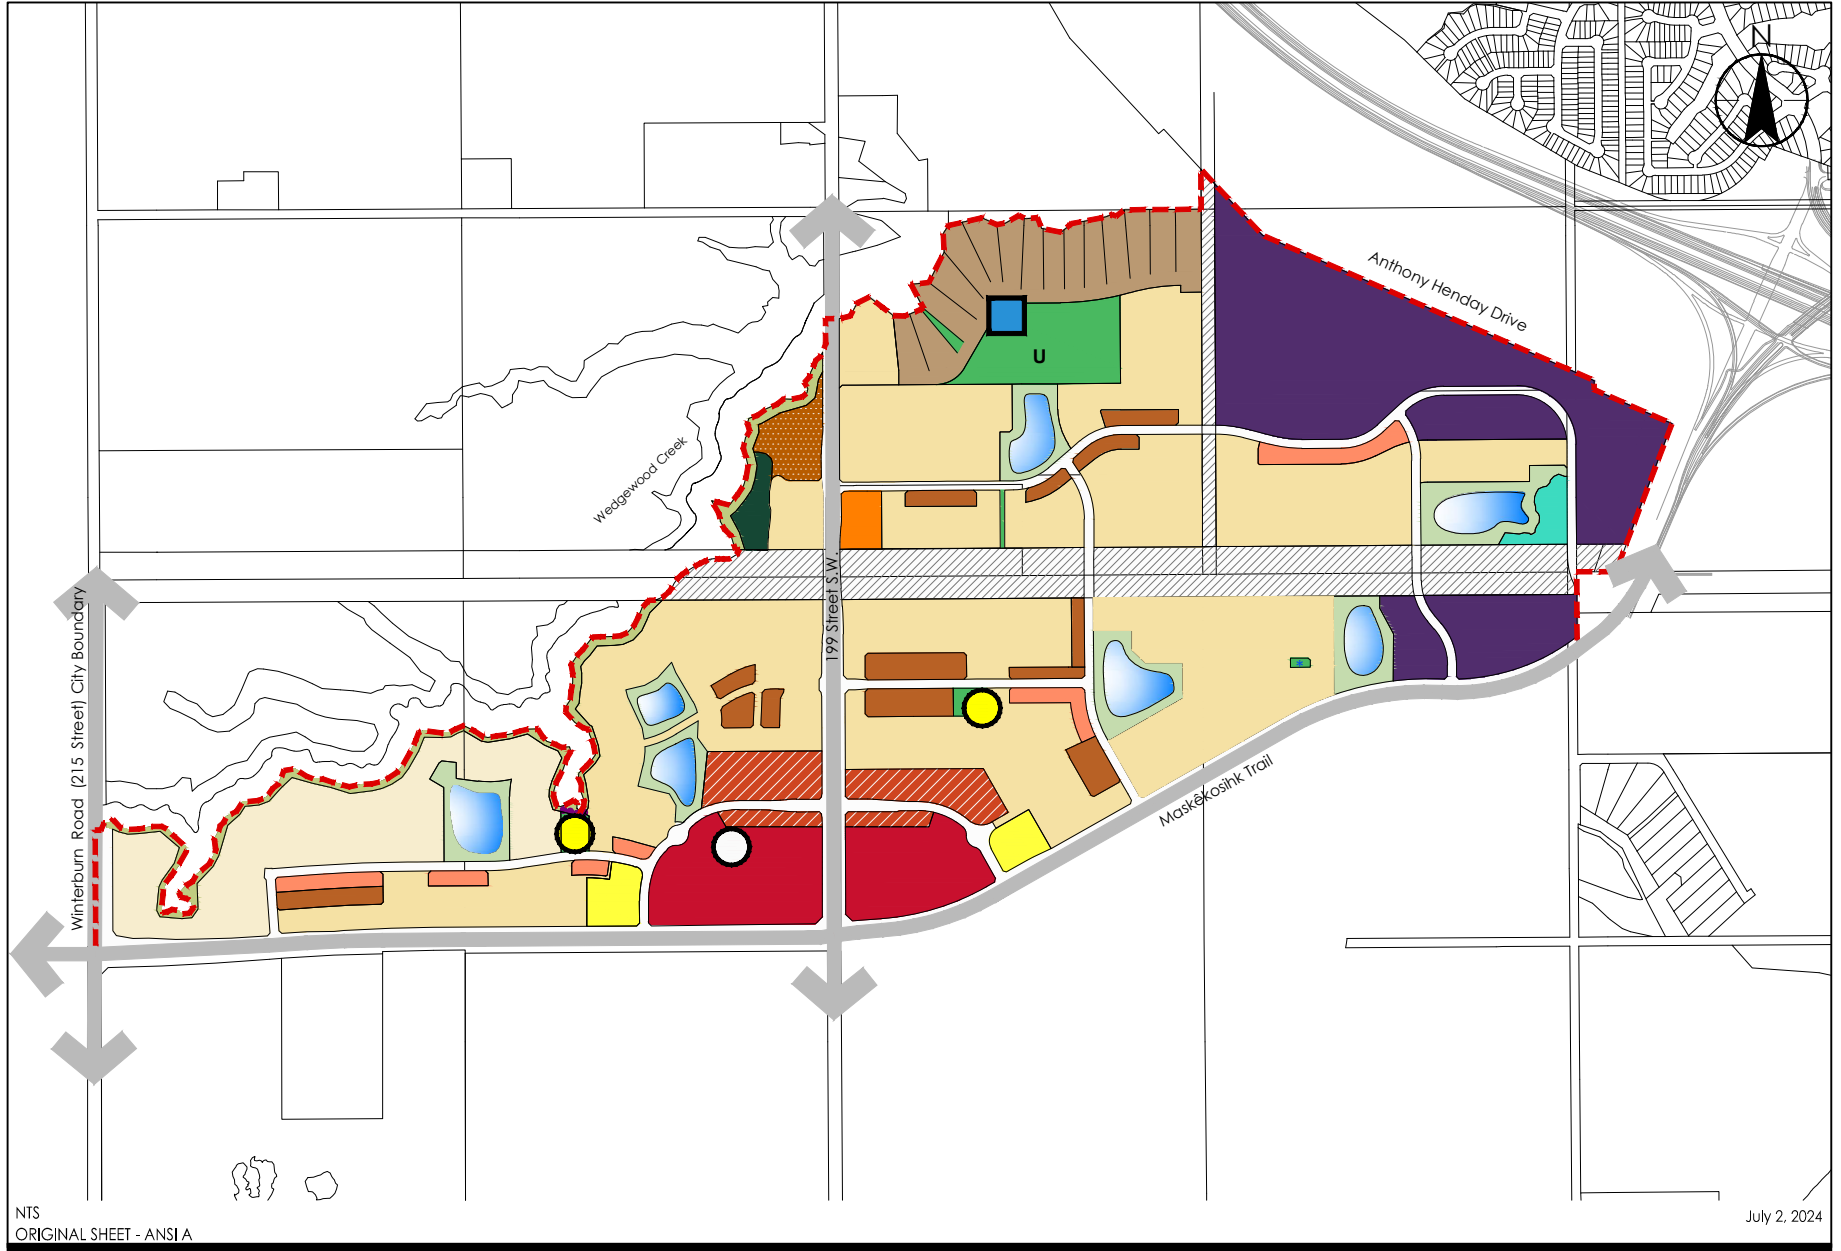 N
Anthony Henday Drive
U
Wedgewood Creek
199 Street S.W.
Winterburn Road (215 Street) City Boundary
Maskêkosihk Trail
NTS
ORIGINAL SHEET - ANSI A
July 2, 2024